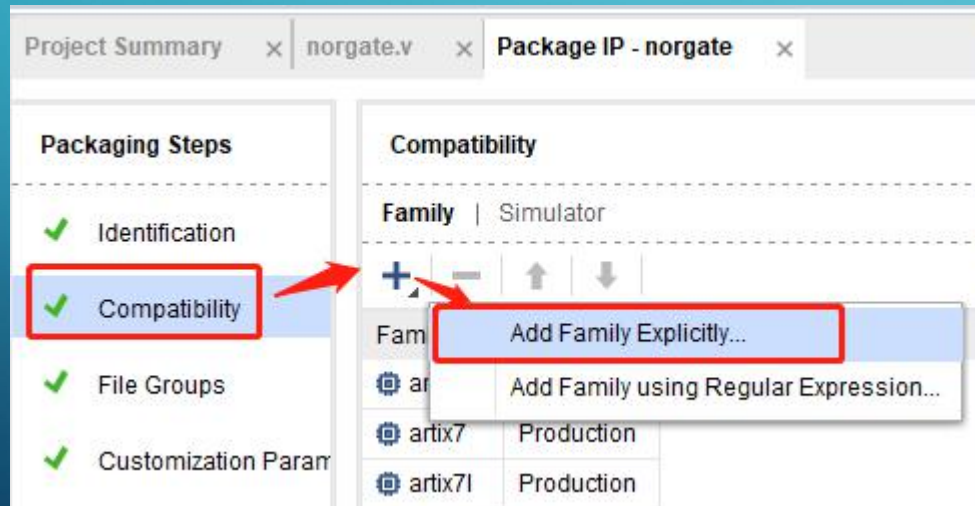 Project Summary × norgate.v × Package IP - norgate ×
Packaging Steps
Identification
Compatibility
File Groups
Customization Param
Compatibility
Family | Simulator
Add Family Explicitly...
Add Family using Regular Expression...
Fam
ar
artix7 Production
artix7l Production